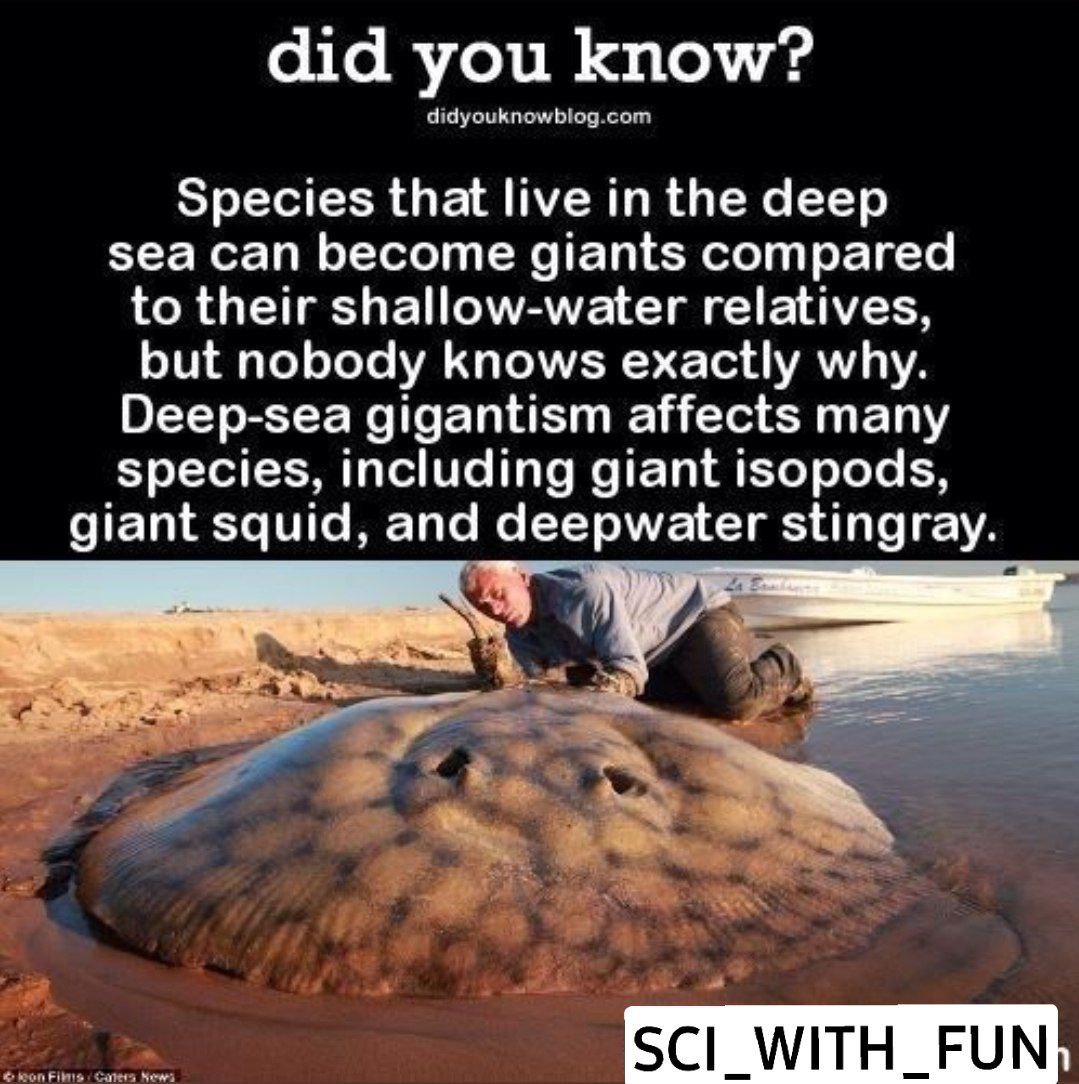 did you know?
didyouknowblog.com
Species that live in the deep
sea can become giants compared
to their shallow-water relatives,
but nobody knows exactly why.
Deep-sea gigantism affects many
species, including giant isopods,
giant squid, and deepwater stingray.
SCI_WITH_FUN
© Icon Films / Caters News